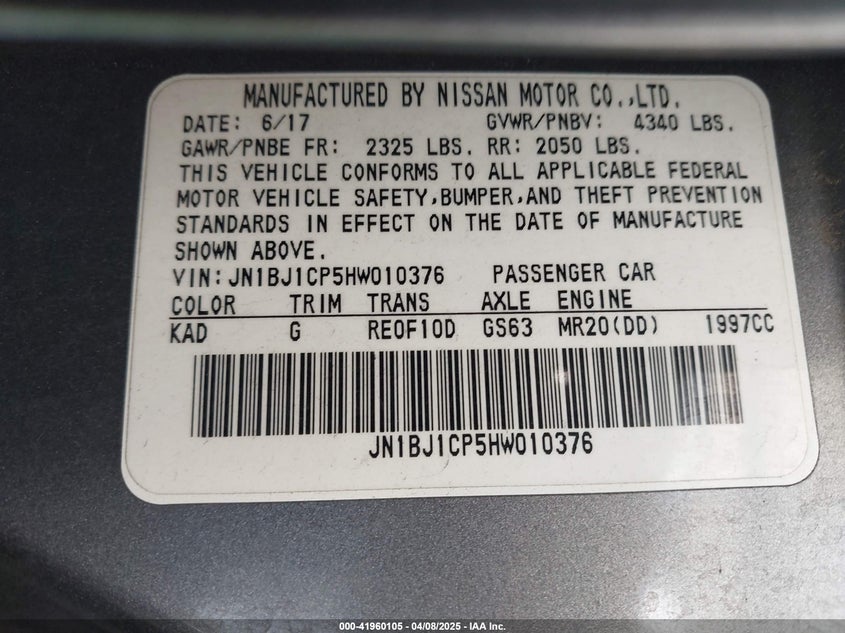 MANUFACTURED BY NISSAN MOTOR CO.,LTD.
DATE: 6/17 GVWR/PNBV: 4340 LBS.
GAWR/PNBE FR: 2325 LBS. RR: 2050 LBS.
THIS VEHICLE CONFORMS TO ALL APPLICABLE FEDERAL
MOTOR VEHICLE SAFETY,BUMPER,AND THEFT PREVENTION
STANDARDS IN EFFECT ON THE DATE OF MANUFACTURE
SHOWN ABOVE.
VIN:JN1BJ1CP5HW010376 PASSENGER CAR
COLOR TRIM TRANS AXLE ENGINE
KAD G RE0F10D GS63 MR20(DD) 1997CC
JN1BJ1CP5HW010376
000-41960105 - 04/08/2025 - IAA Inc.